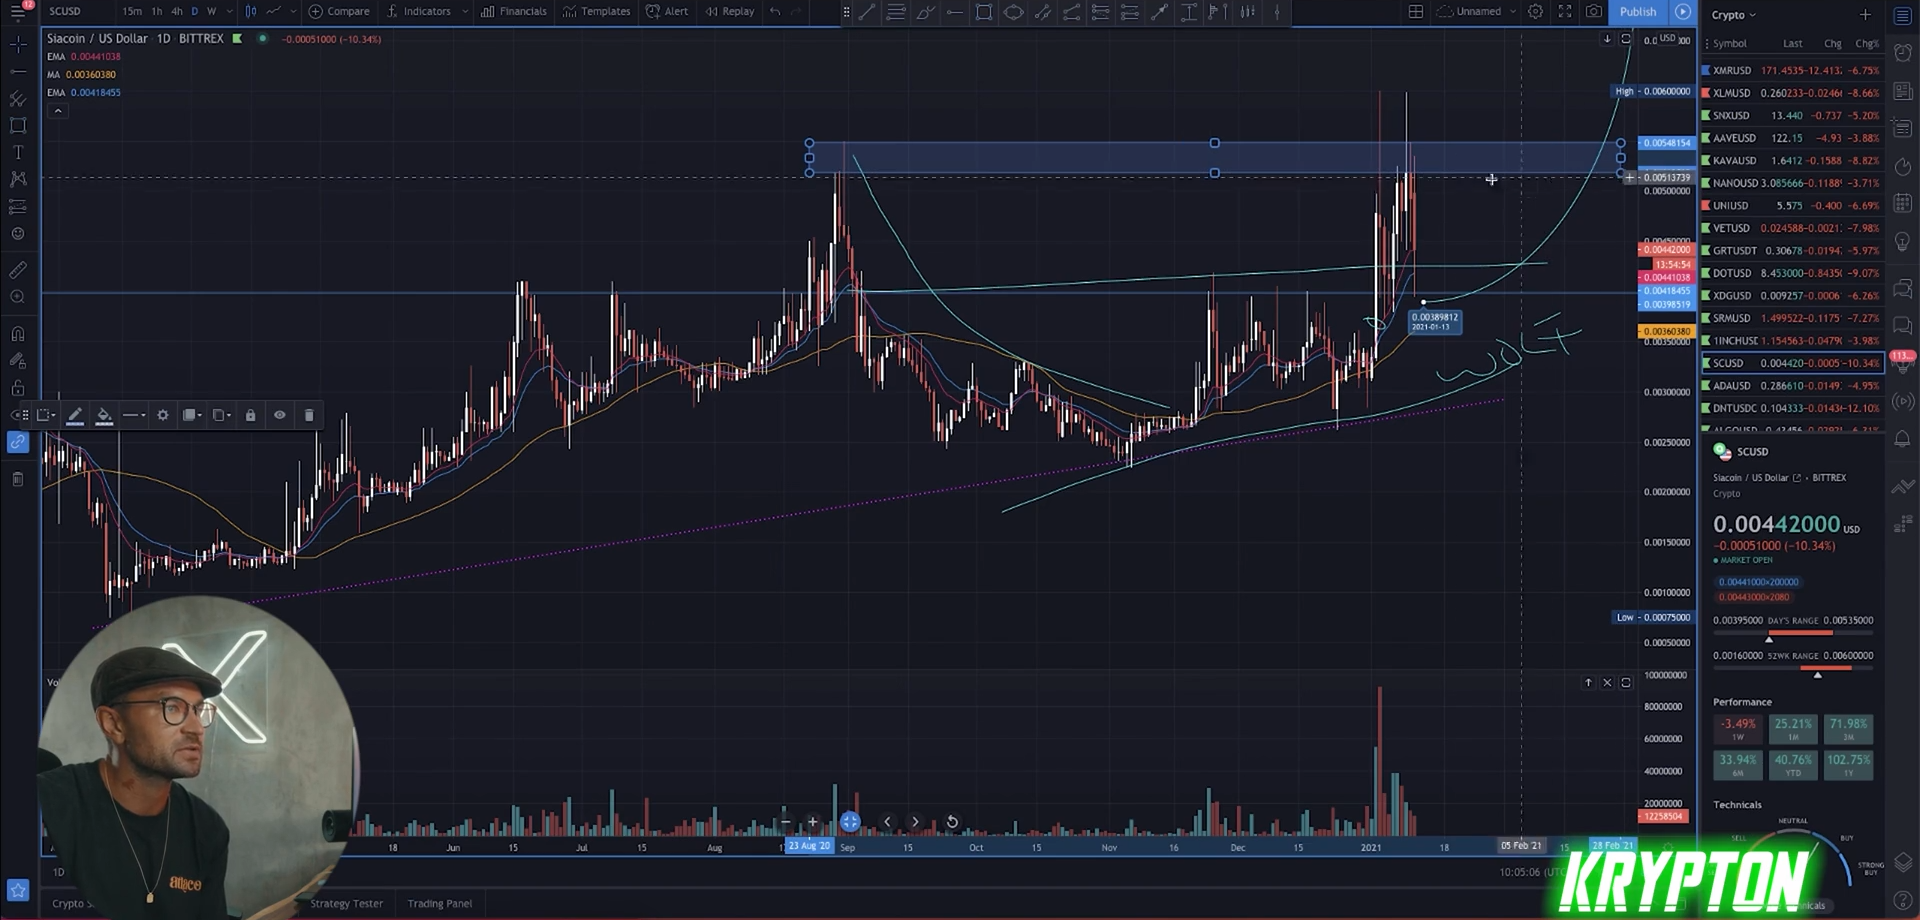 SCUSD 15m 1h 4h D W Compare Indicators Financials Templates Alert Replay Unnamed Publish
Siacoin / US Dollar · 1D · BITTREX -0.00051000 (-10.34%)
EMA 0.00441038
MA 0.00360380
EMA 0.00418455
USD
High 0.00600000
0.00548154
0.00513739
0.00500000
0.00450000
0.00442000
13:54:54
0.00441038
0.00418455
0.00398519
0.00360380
0.00350000
0.00300000
0.00250000
0.00200000
0.00150000
0.00100000
Low 0.00075000
0.00050000
0.00389812
2021-01-13
100000000
80000000
60000000
40000000
20000000
12258504
18 Jun 15 Jul Aug 23 Aug '20 Sep 15 Oct Nov Dec 15 2021 18 05 Feb '21 28 Feb '21
1D 10:05:06
Strategy Tester Trading Panel
Crypto
Symbol Last Chg Chg%
XMRUSD 171.4535 -12.413 -6.75%
XLMUSD 0.260233 -0.0246 -8.66%
SNXUSD 13.440 -0.737 -5.20%
AAVEUSD 122.15 -4.93 -3.88%
KAVAUSD 1.6412 -0.1588 -8.82%
NANOUSD 3.085666 -0.1188 -3.71%
UNIUSD 5.575 -0.400 -6.69%
VETUSD 0.024588 -0.0021 -7.98%
GRTUSDT 0.30678 -0.0194 -5.97%
DOTUSD 8.453000 -0.8435 -9.07%
XDGUSD 0.009257 -0.0006 -6.26%
SRMUSD 1.499522 -0.1175 -7.27%
1INCHUSD 1.154563 -0.0479 -3.98%
SCUSD 0.004420 -0.0005 -10.34%
ADAUSD 0.286610 -0.0149 -4.95%
DNTUSDC 0.104333 -0.0143 -12.10%
SCUSD
Siacoin / US Dollar · BITTREX
Crypto
0.00442000 USD
-0.00051000 (-10.34%)
MARKET OPEN
0.00441000×200000
0.00443000×2080
0.00395000 DAY'S RANGE 0.00535000
0.00160000 52WK RANGE 0.00600000
Performance
-3.49% 25.21% 71.98%
1W 1M 3M
33.94% 40.76% 102.75%
6M YTD 1Y
Technicals
NEUTRAL
SELL BUY
STRONG BUY
KRYPTON